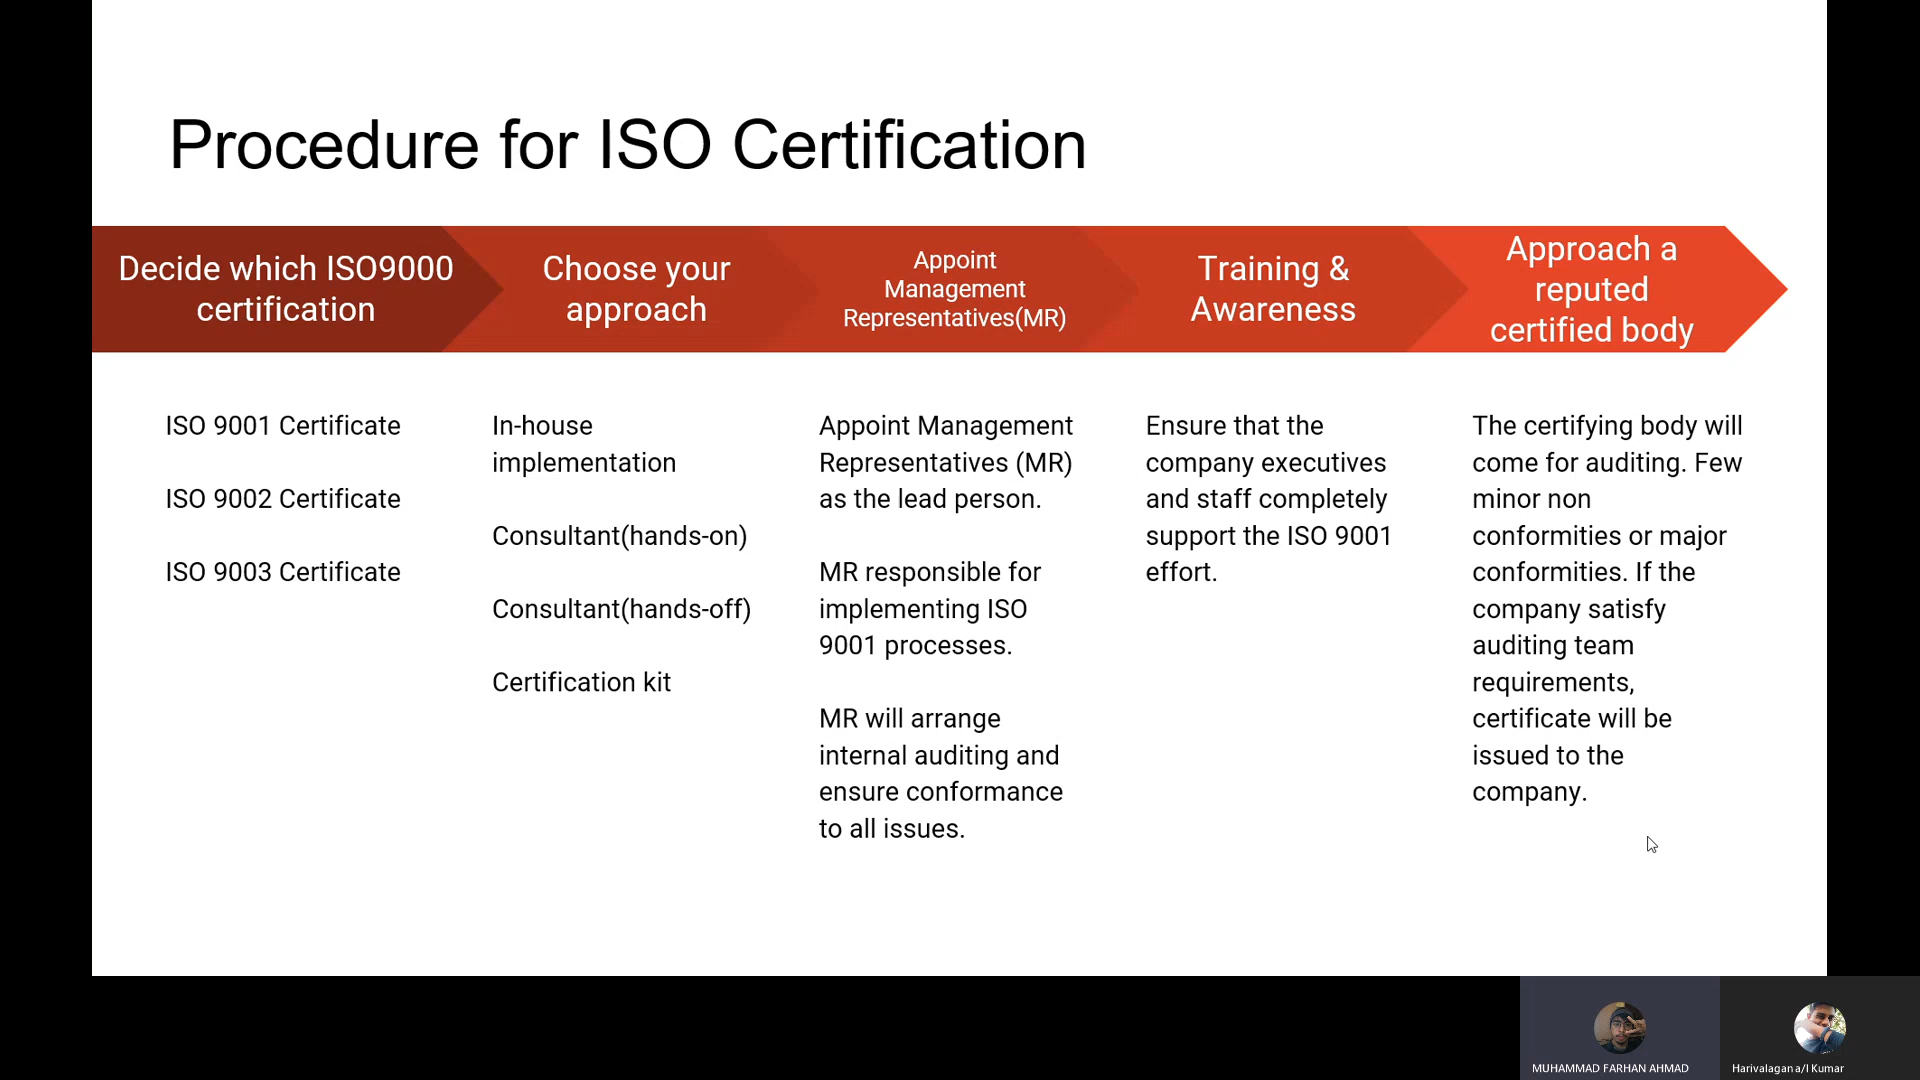 Procedure for ISO Certification
Decide which ISO9000
certification
Choose your
approach
Appoint
Management
Representatives(MR)
Training &
Awareness
Approach a
reputed
certified body
ISO 9001 Certificate
ISO 9002 Certificate
ISO 9003 Certificate
In-house
implementation
Consultant(hands-on)
Consultant(hands-off)
Certification kit
Appoint Management
Representatives (MR)
as the lead person.
MR responsible for
implementing ISO
9001 processes.
MR will arrange
internal auditing and
ensure conformance
to all issues.
Ensure that the
company executives
and staff completely
support the ISO 9001
effort.
The certifying body will
come for auditing. Few
minor non
conformities or major
conformities. If the
company satisfy
auditing team
requirements,
certificate will be
issued to the
company.
MUHAMMAD FARHAN AHMAD
Harivalagan a/l Kumar